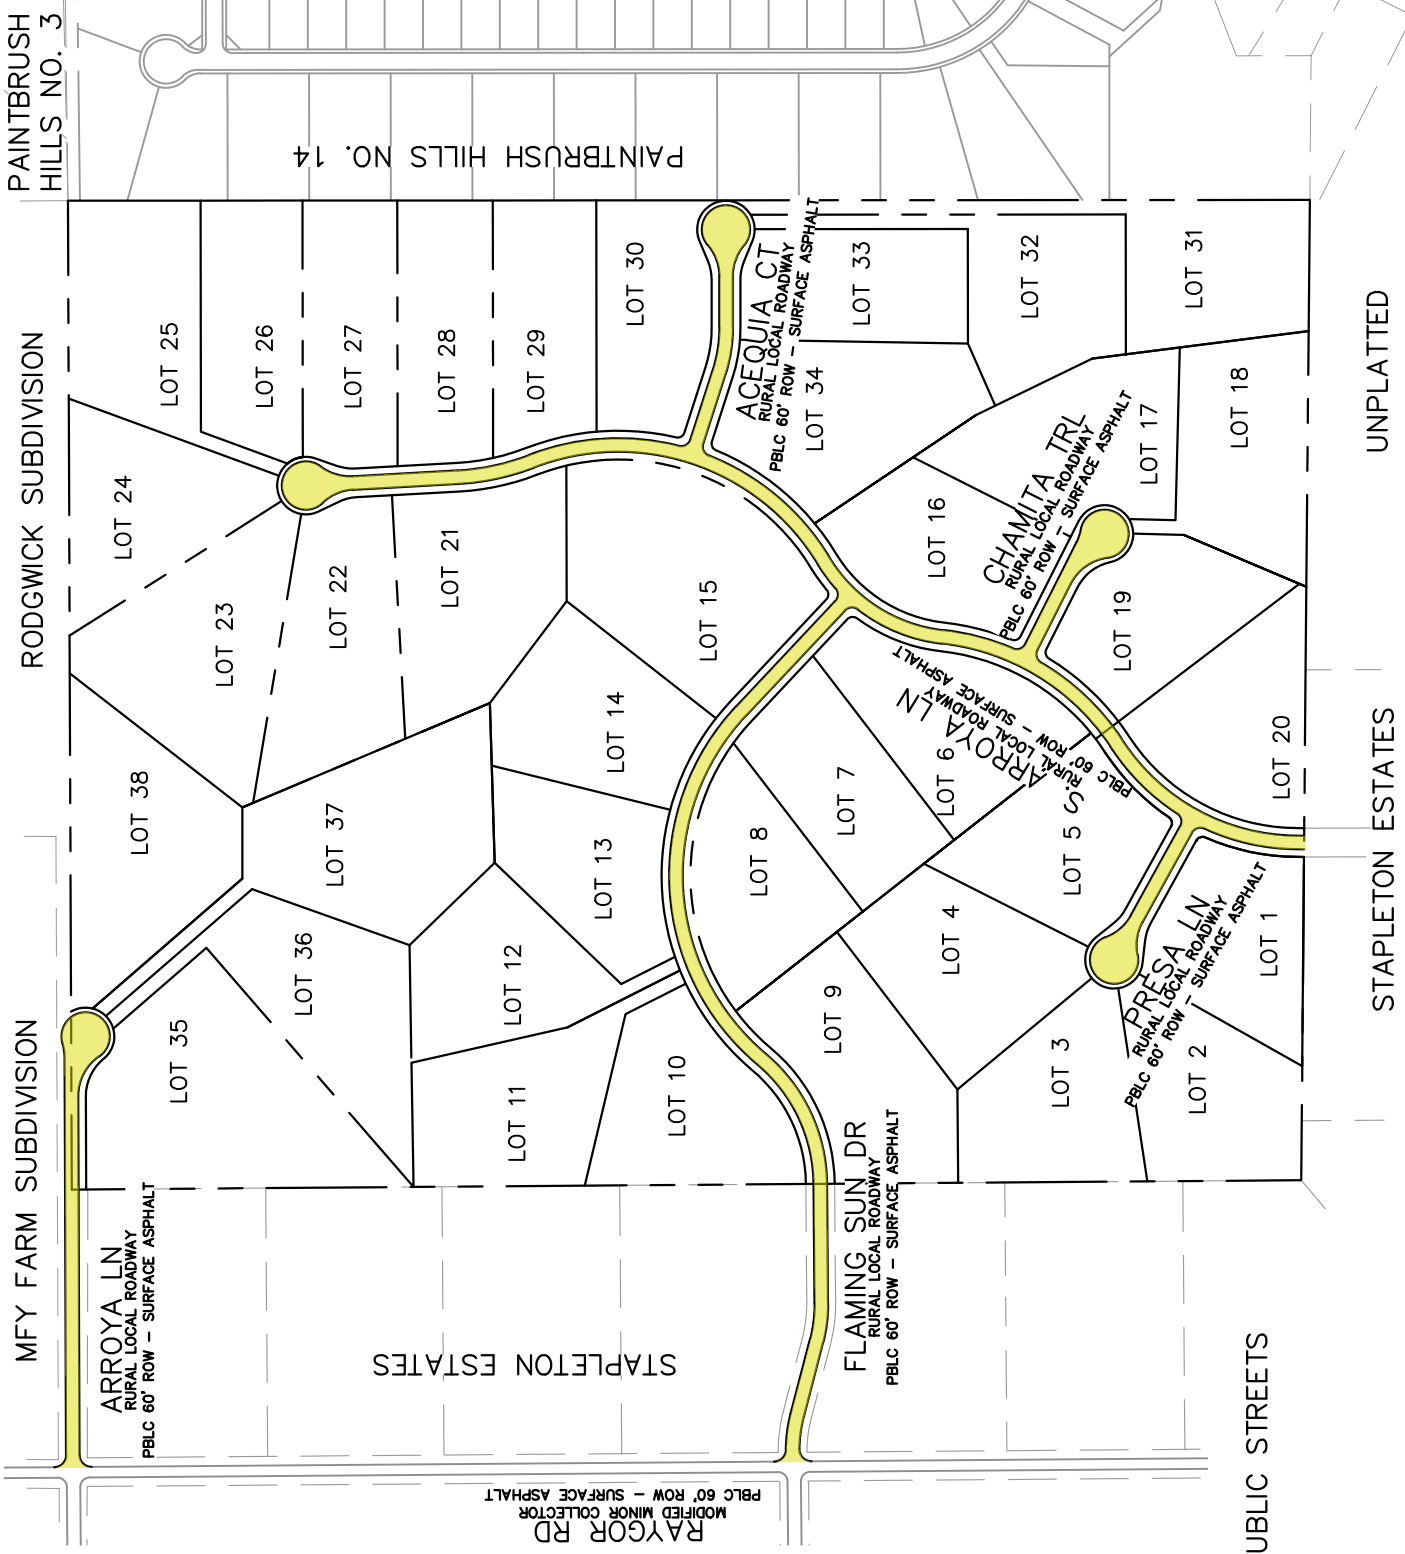 PAINTBRUSH
HILLS NO. 3
PAINTBRUSH HILLS NO. 14
RODGWICK SUBDIVISION
MFY FARM SUBDIVISION
UNPLATTED
STAPLETON ESTATES
STAPLETON ESTATES
UBLIC STREETS
LOT 25
LOT 26
LOT 27
LOT 28
LOT 29
LOT 30
LOT 33
LOT 32
LOT 31
LOT 34
LOT 24
LOT 23
LOT 22
LOT 21
LOT 15
LOT 16
LOT 17
LOT 18
LOT 19
LOT 20
LOT 38
LOT 37
LOT 14
LOT 13
LOT 8
LOT 7
LOT 6
LOT 5
LOT 36
LOT 35
LOT 12
LOT 11
LOT 10
LOT 9
LOT 4
LOT 3
LOT 2
LOT 1
ACEQUIA CT
RURAL LOCAL ROADWAY
PBLC 60' ROW - SURFACE ASPHALT
CHAMITA TRL
RURAL LOCAL ROADWAY
PBLC 60' ROW - SURFACE ASPHALT
S. ARROYA LN
RURAL LOCAL ROADWAY
PBLC 60' ROW - SURFACE ASPHALT
PRESA LN
RURAL LOCAL ROADWAY
PBLC 60' ROW - SURFACE ASPHALT
ARROYA LN
RURAL LOCAL ROADWAY
PBLC 60' ROW - SURFACE ASPHALT
FLAMING SUN DR
RURAL LOCAL ROADWAY
PBLC 60' ROW - SURFACE ASPHALT
RAYGOR RD
MODIFIED MINOR COLLECTOR
PBLC 60' ROW - SURFACE ASPHALT